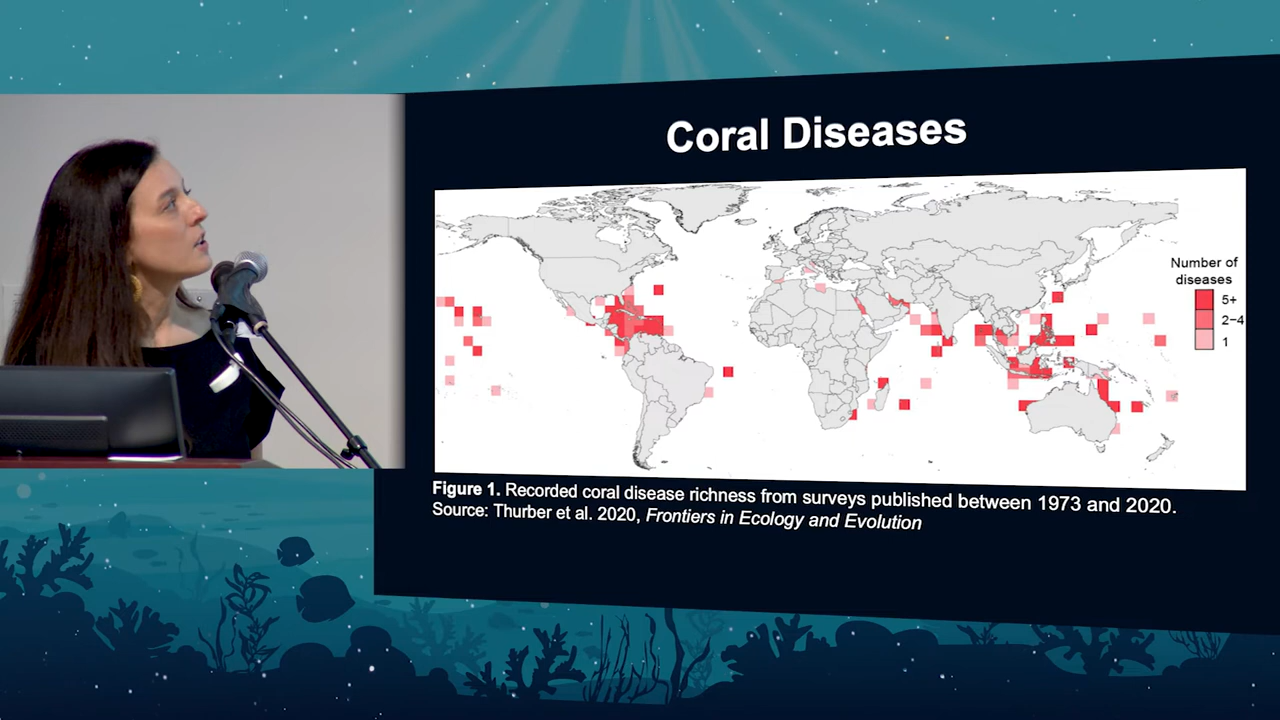 Coral Diseases
Number of
diseases
5+
2–4
1
Figure 1. Recorded coral disease richness from surveys published between 1973 and 2020.
Source: Thurber et al. 2020, Frontiers in Ecology and Evolution